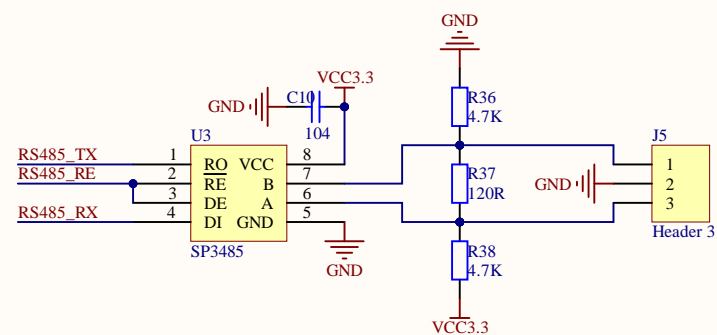 GND
VCC3.3
C10
GND
104
R36
4.7K
U3
J5
RS485_TX
1
RO
VCC
8
1
RS485_RE
2
RE
B
7
R37
GND
2
3
DE
A
6
120R
3
RS485_RX
4
DI
GND
5
SP3485
Header 3
GND
R38
4.7K
VCC3.3